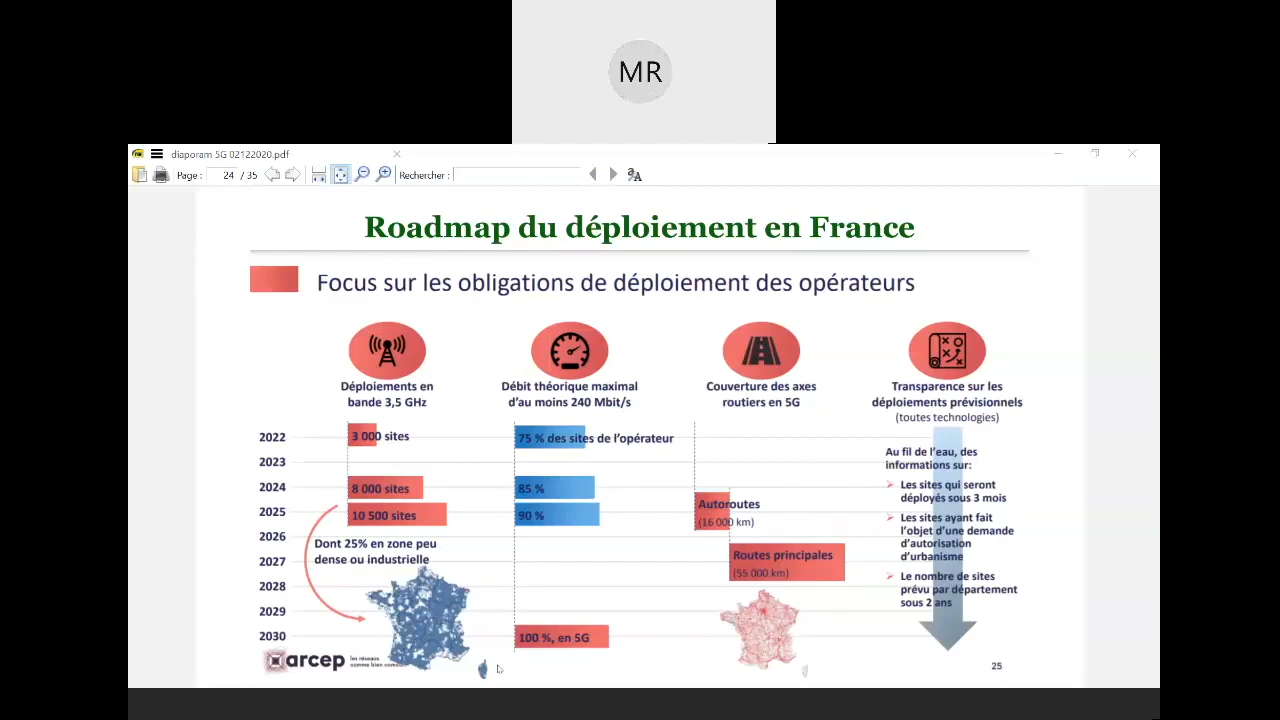 MR
diaporam 5G 02122020.pdf
Page : 24 / 35 Rechercher :
Roadmap du déploiement en France
Focus sur les obligations de déploiement des opérateurs
Déploiements en
bande 3,5 GHz
Débit théorique maximal
d'au moins 240 Mbit/s
Couverture des axes
routiers en 5G
Transparence sur les
déploiements prévisionnels
(toutes technologies)
2022
2023
2024
2025
2026
2027
2028
2029
2030
3 000 sites
8 000 sites
10 500 sites
Dont 25% en zone peu
dense ou industrielle
75 % des sites de l'opérateur
85 %
90 %
100 %, en 5G
Autoroutes
(16 000 km)
Routes principales
(55 000 km)
Au fil de l'eau, des
informations sur:
Les sites qui seront
déployés sous 3 mois
Les sites ayant fait
l'objet d'une demande
d'autorisation
d'urbanisme
Le nombre de sites
prévu par département
sous 2 ans
arcep
les réseaux
comme bien
25